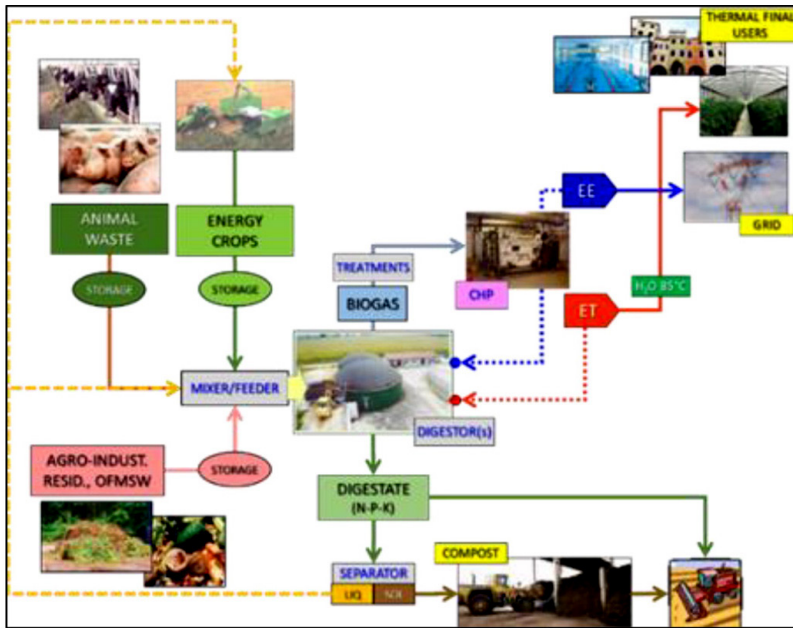 THERMAL FINAL
USERS
ANIMAL
WASTE
ENERGY
CROPS
EE
GRID
STORAGE
STORAGE
TREATMENTS
BIOGAS
CHP
ET
H₂O 85°C
MIXER/FEEDER
DIGESTOR(s)
AGRO-INDUST.
RESID., OFMSW
STORAGE
DIGESTATE
(N-P-K)
SEPARATOR
LIQ
SOL
COMPOST